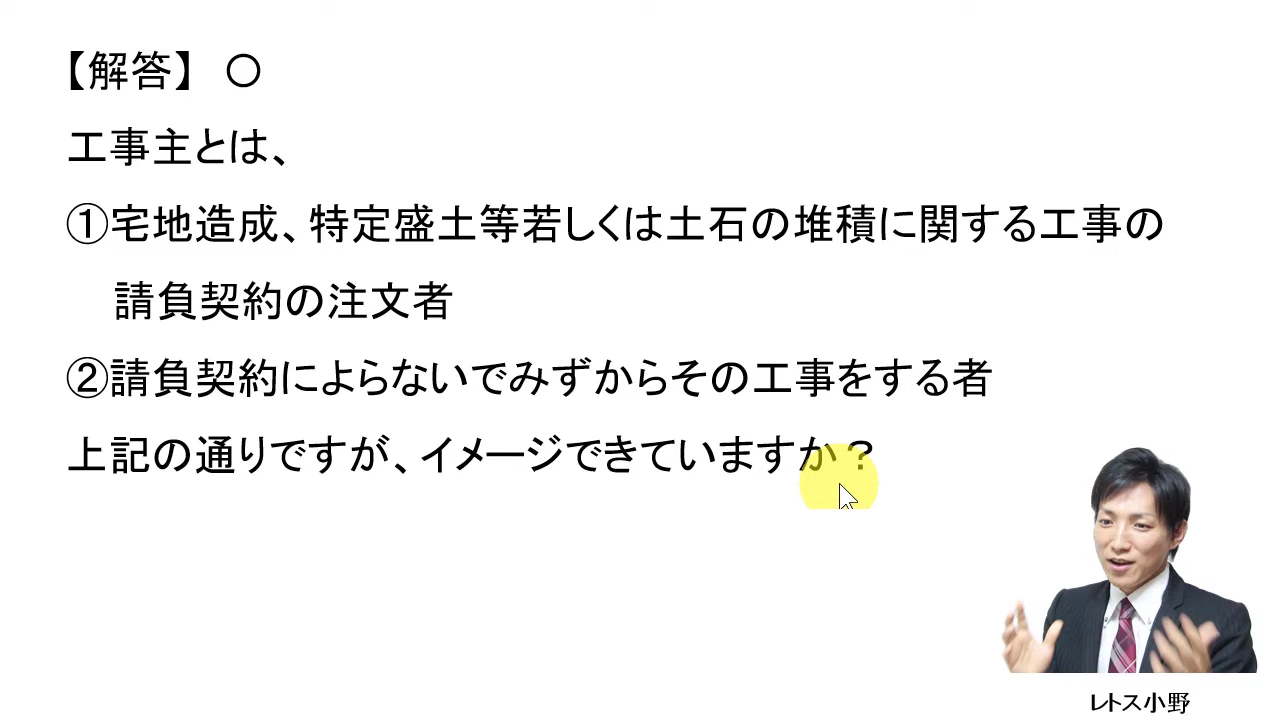 【解答】 〇
工事主とは、
①宅地造成、特定盛土等若しくは土石の堆積に関する工事の
請負契約の注文者
②請負契約によらないでみずからその工事をする者
上記の通りですが、イメージできていますか？
レトス小野